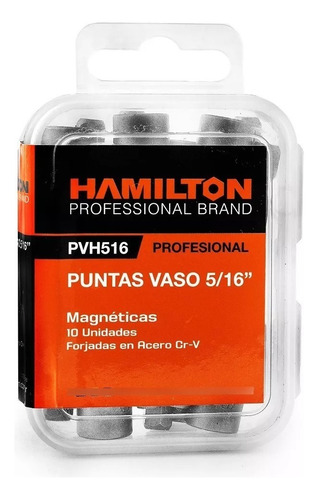 HAMILTON
PROFESSIONAL BRAND
PVH516 PROFESIONAL
PUNTAS VASO 5/16"
Magnéticas
10 Unidades
Forjadas en Acero Cr-V